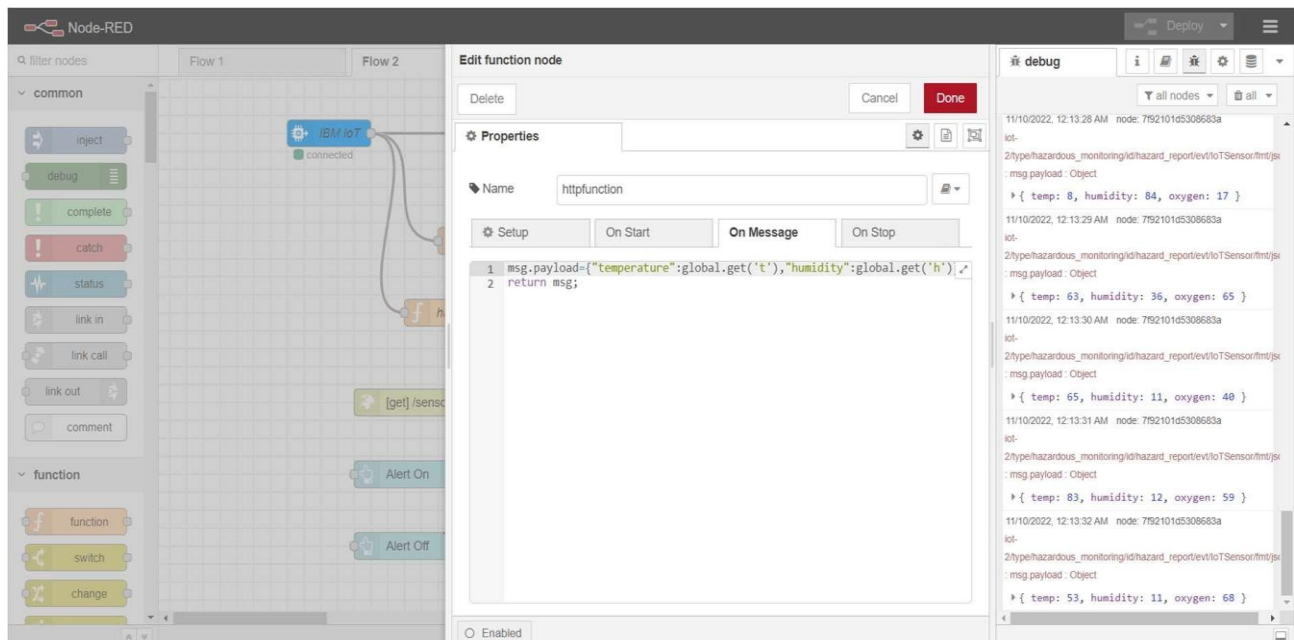 Node-RED
Deploy
filter nodes
Flow 1
Flow 2
Edit function node
debug
i
common
Delete
Cancel
Done
all nodes
all
inject
debug
complete
catch
status
link in
link call
link out
comment
function
function
switch
change
IBM IoT
connected
[get] /senso
Alert On
Alert Off
Properties
Name
httpfunction
Setup
On Start
On Message
On Stop
1 msg.payload={"temperature":global.get('t'),"humidity":global.get('h')
2 return msg;
Enabled
11/10/2022, 12:13:28 AM node: 7f92101d5308683a
iot-
2/type/hazardous_monitoring/id/hazard_report/evt/IoTSensor/fmt/js
: msg.payload : Object
{ temp: 8, humidity: 84, oxygen: 17 }
11/10/2022, 12:13:29 AM node: 7f92101d5308683a
iot-
2/type/hazardous_monitoring/id/hazard_report/evt/IoTSensor/fmt/js
: msg.payload : Object
{ temp: 63, humidity: 36, oxygen: 65 }
11/10/2022, 12:13:30 AM node: 7f92101d5308683a
iot-
2/type/hazardous_monitoring/id/hazard_report/evt/IoTSensor/fmt/js
: msg.payload : Object
{ temp: 65, humidity: 11, oxygen: 40 }
11/10/2022, 12:13:31 AM node: 7f92101d5308683a
iot-
2/type/hazardous_monitoring/id/hazard_report/evt/IoTSensor/fmt/js
: msg.payload : Object
{ temp: 83, humidity: 12, oxygen: 59 }
11/10/2022, 12:13:32 AM node: 7f92101d5308683a
iot-
2/type/hazardous_monitoring/id/hazard_report/evt/IoTSensor/fmt/js
: msg.payload : Object
{ temp: 53, humidity: 11, oxygen: 68 }